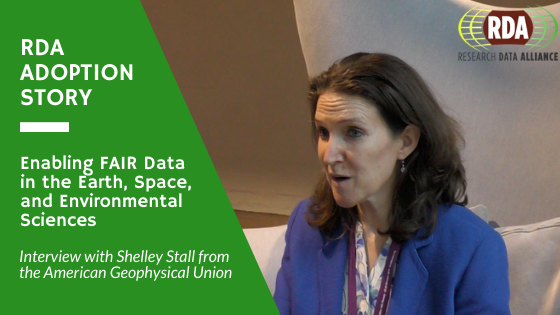 RDA
ADOPTION
STORY
Enabling FAIR Data
in the Earth, Space,
and Environmental
Sciences
Interview with Shelley Stall from
the American Geophysical Union
RDA
RESEARCH DATA ALLIANCE